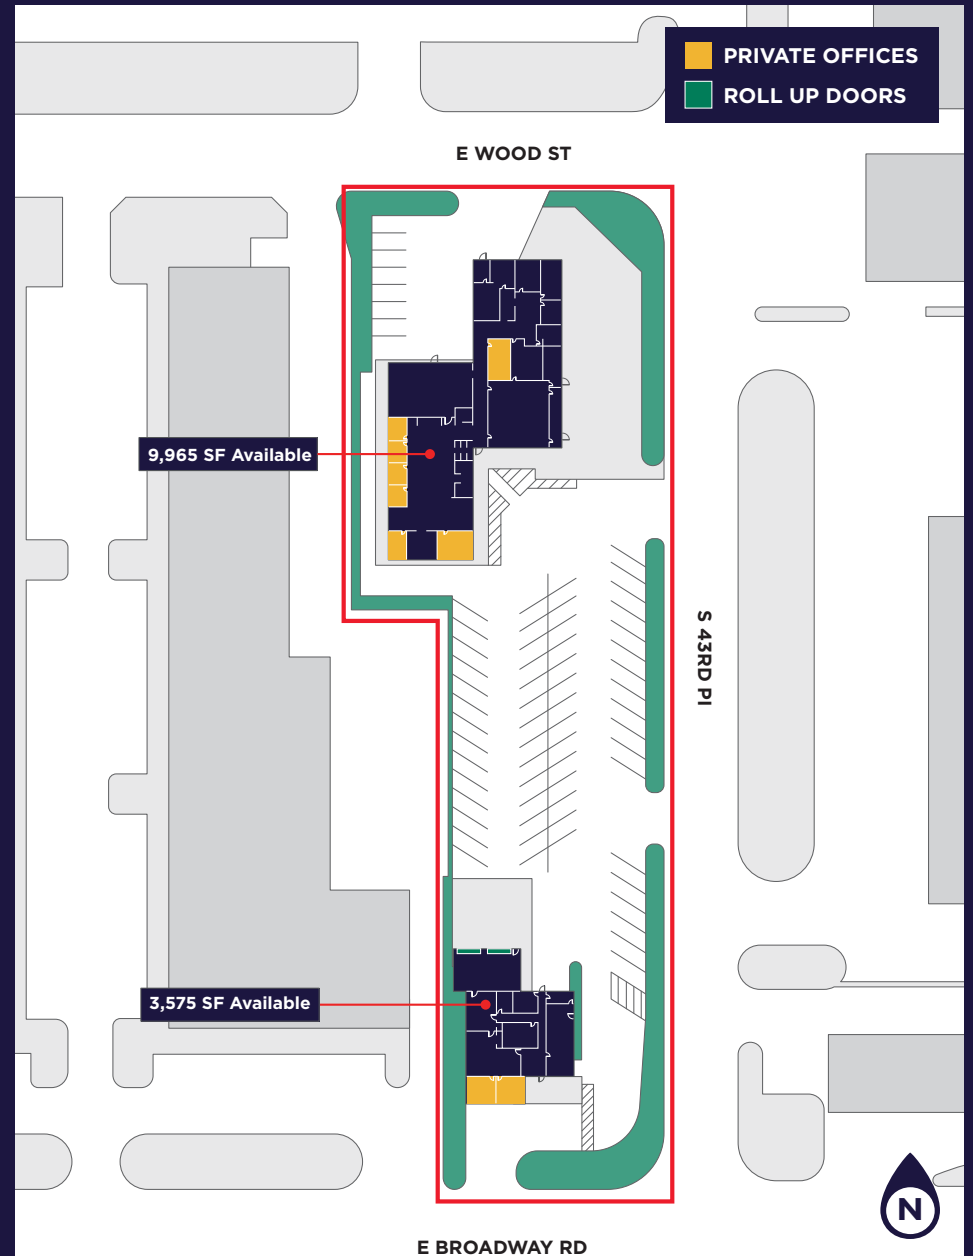 PRIVATE OFFICES
ROLL UP DOORS
E WOOD ST
9,965 SF Available
S 43RD Pl
3,575 SF Available
N
E BROADWAY RD